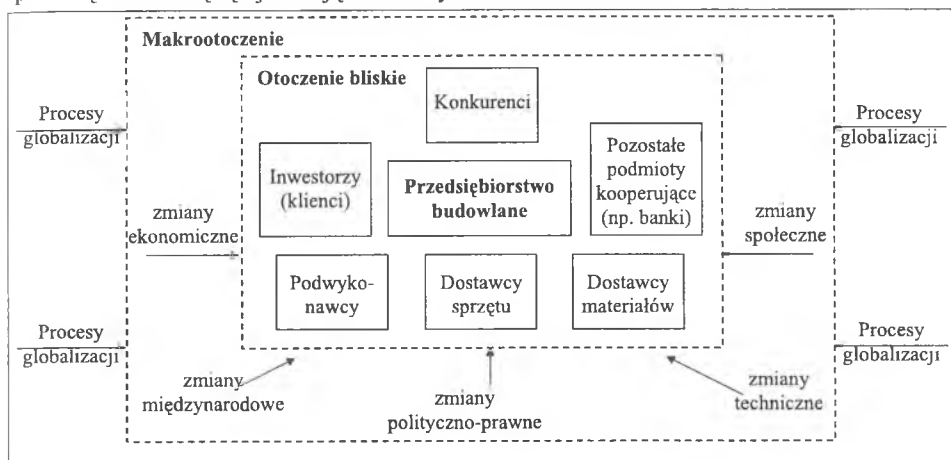 Makrootoczenie
Otoczenie bliskie
Konkurenci
Procesy
globalizacji
Procesy
globalizacji
Inwestorzy
(klienci)
Przedsiębiorstwo
budowlane
Pozostałe
podmioty
kooperujące
(np. banki)
zmiany
ekonomiczne
zmiany
społeczne
Podwyko-
nawcy
Dostawcy
sprzętu
Dostawcy
materiałów
Procesy
globalizacji
Procesy
globalizacji
zmiany
międzynarodowe
zmiany
polityczno-prawne
zmiany
techniczne